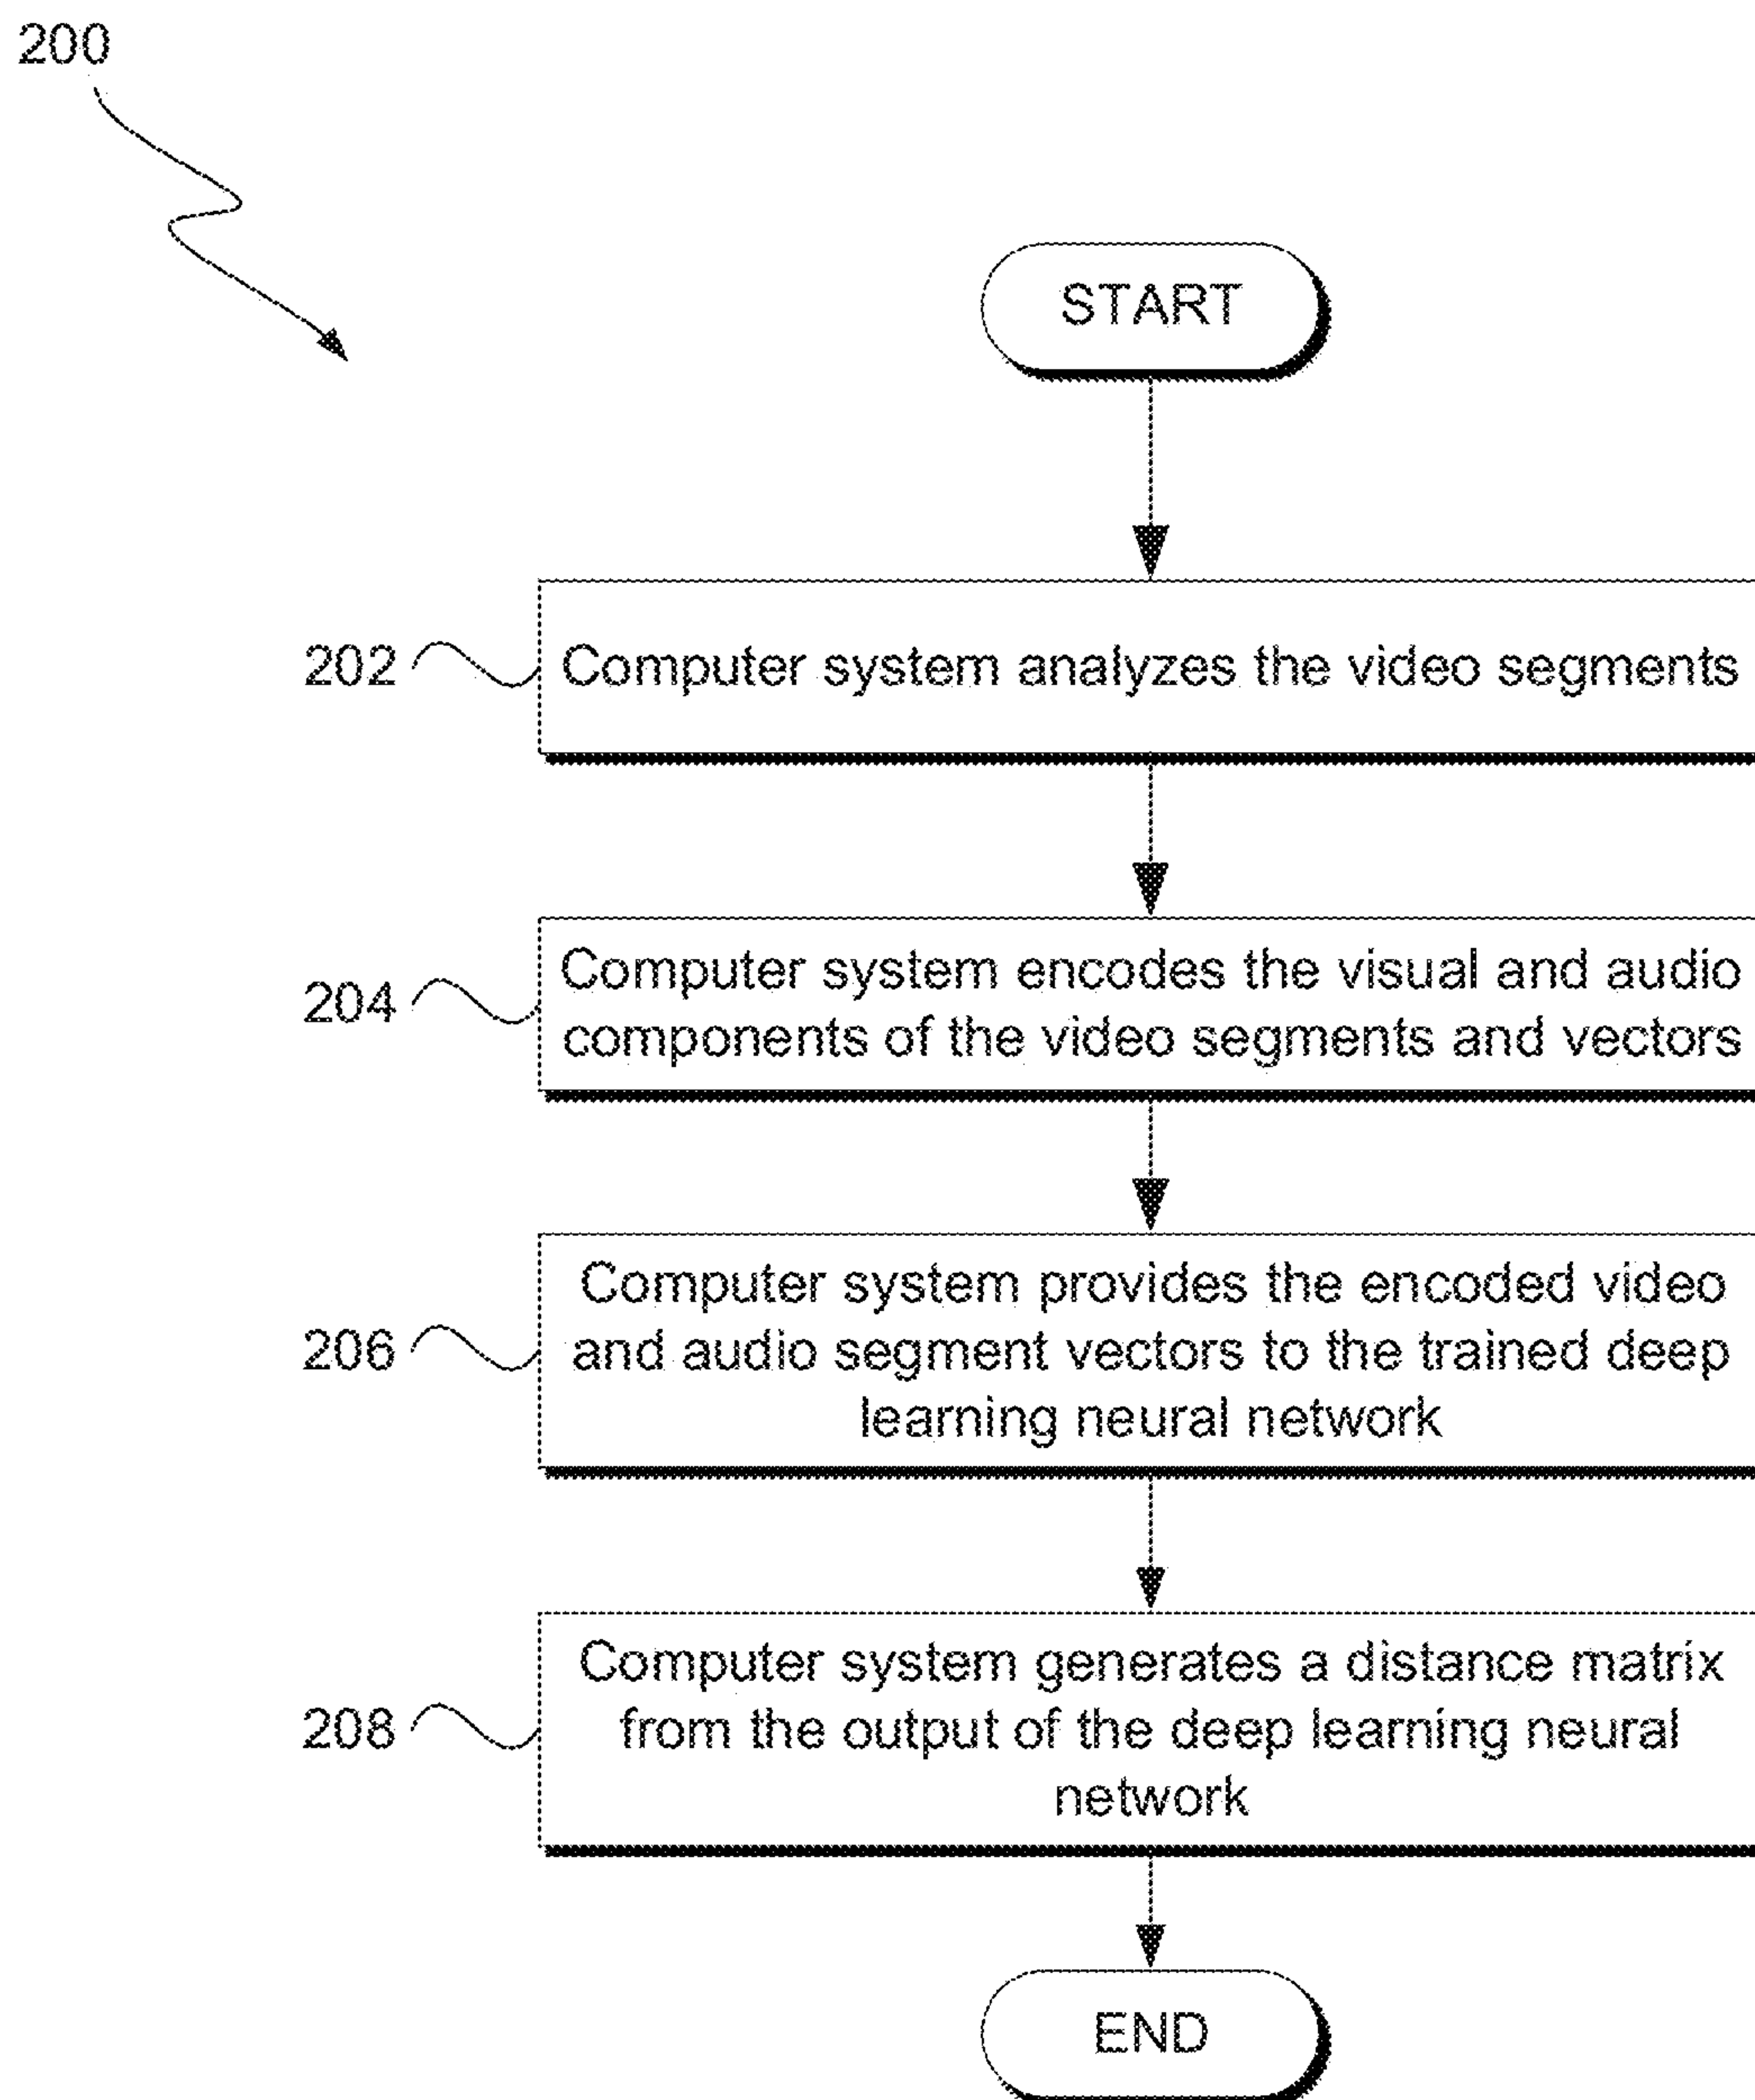 200
START
202
Computer system analyzes the video segments
204
Computer system encodes the visual and audio
components of the video segments and vectors
206
Computer system provides the encoded video
and audio segment vectors to the trained deep
learning neural network
208
Computer system generates a distance matrix
from the output of the deep learning neural
network
END